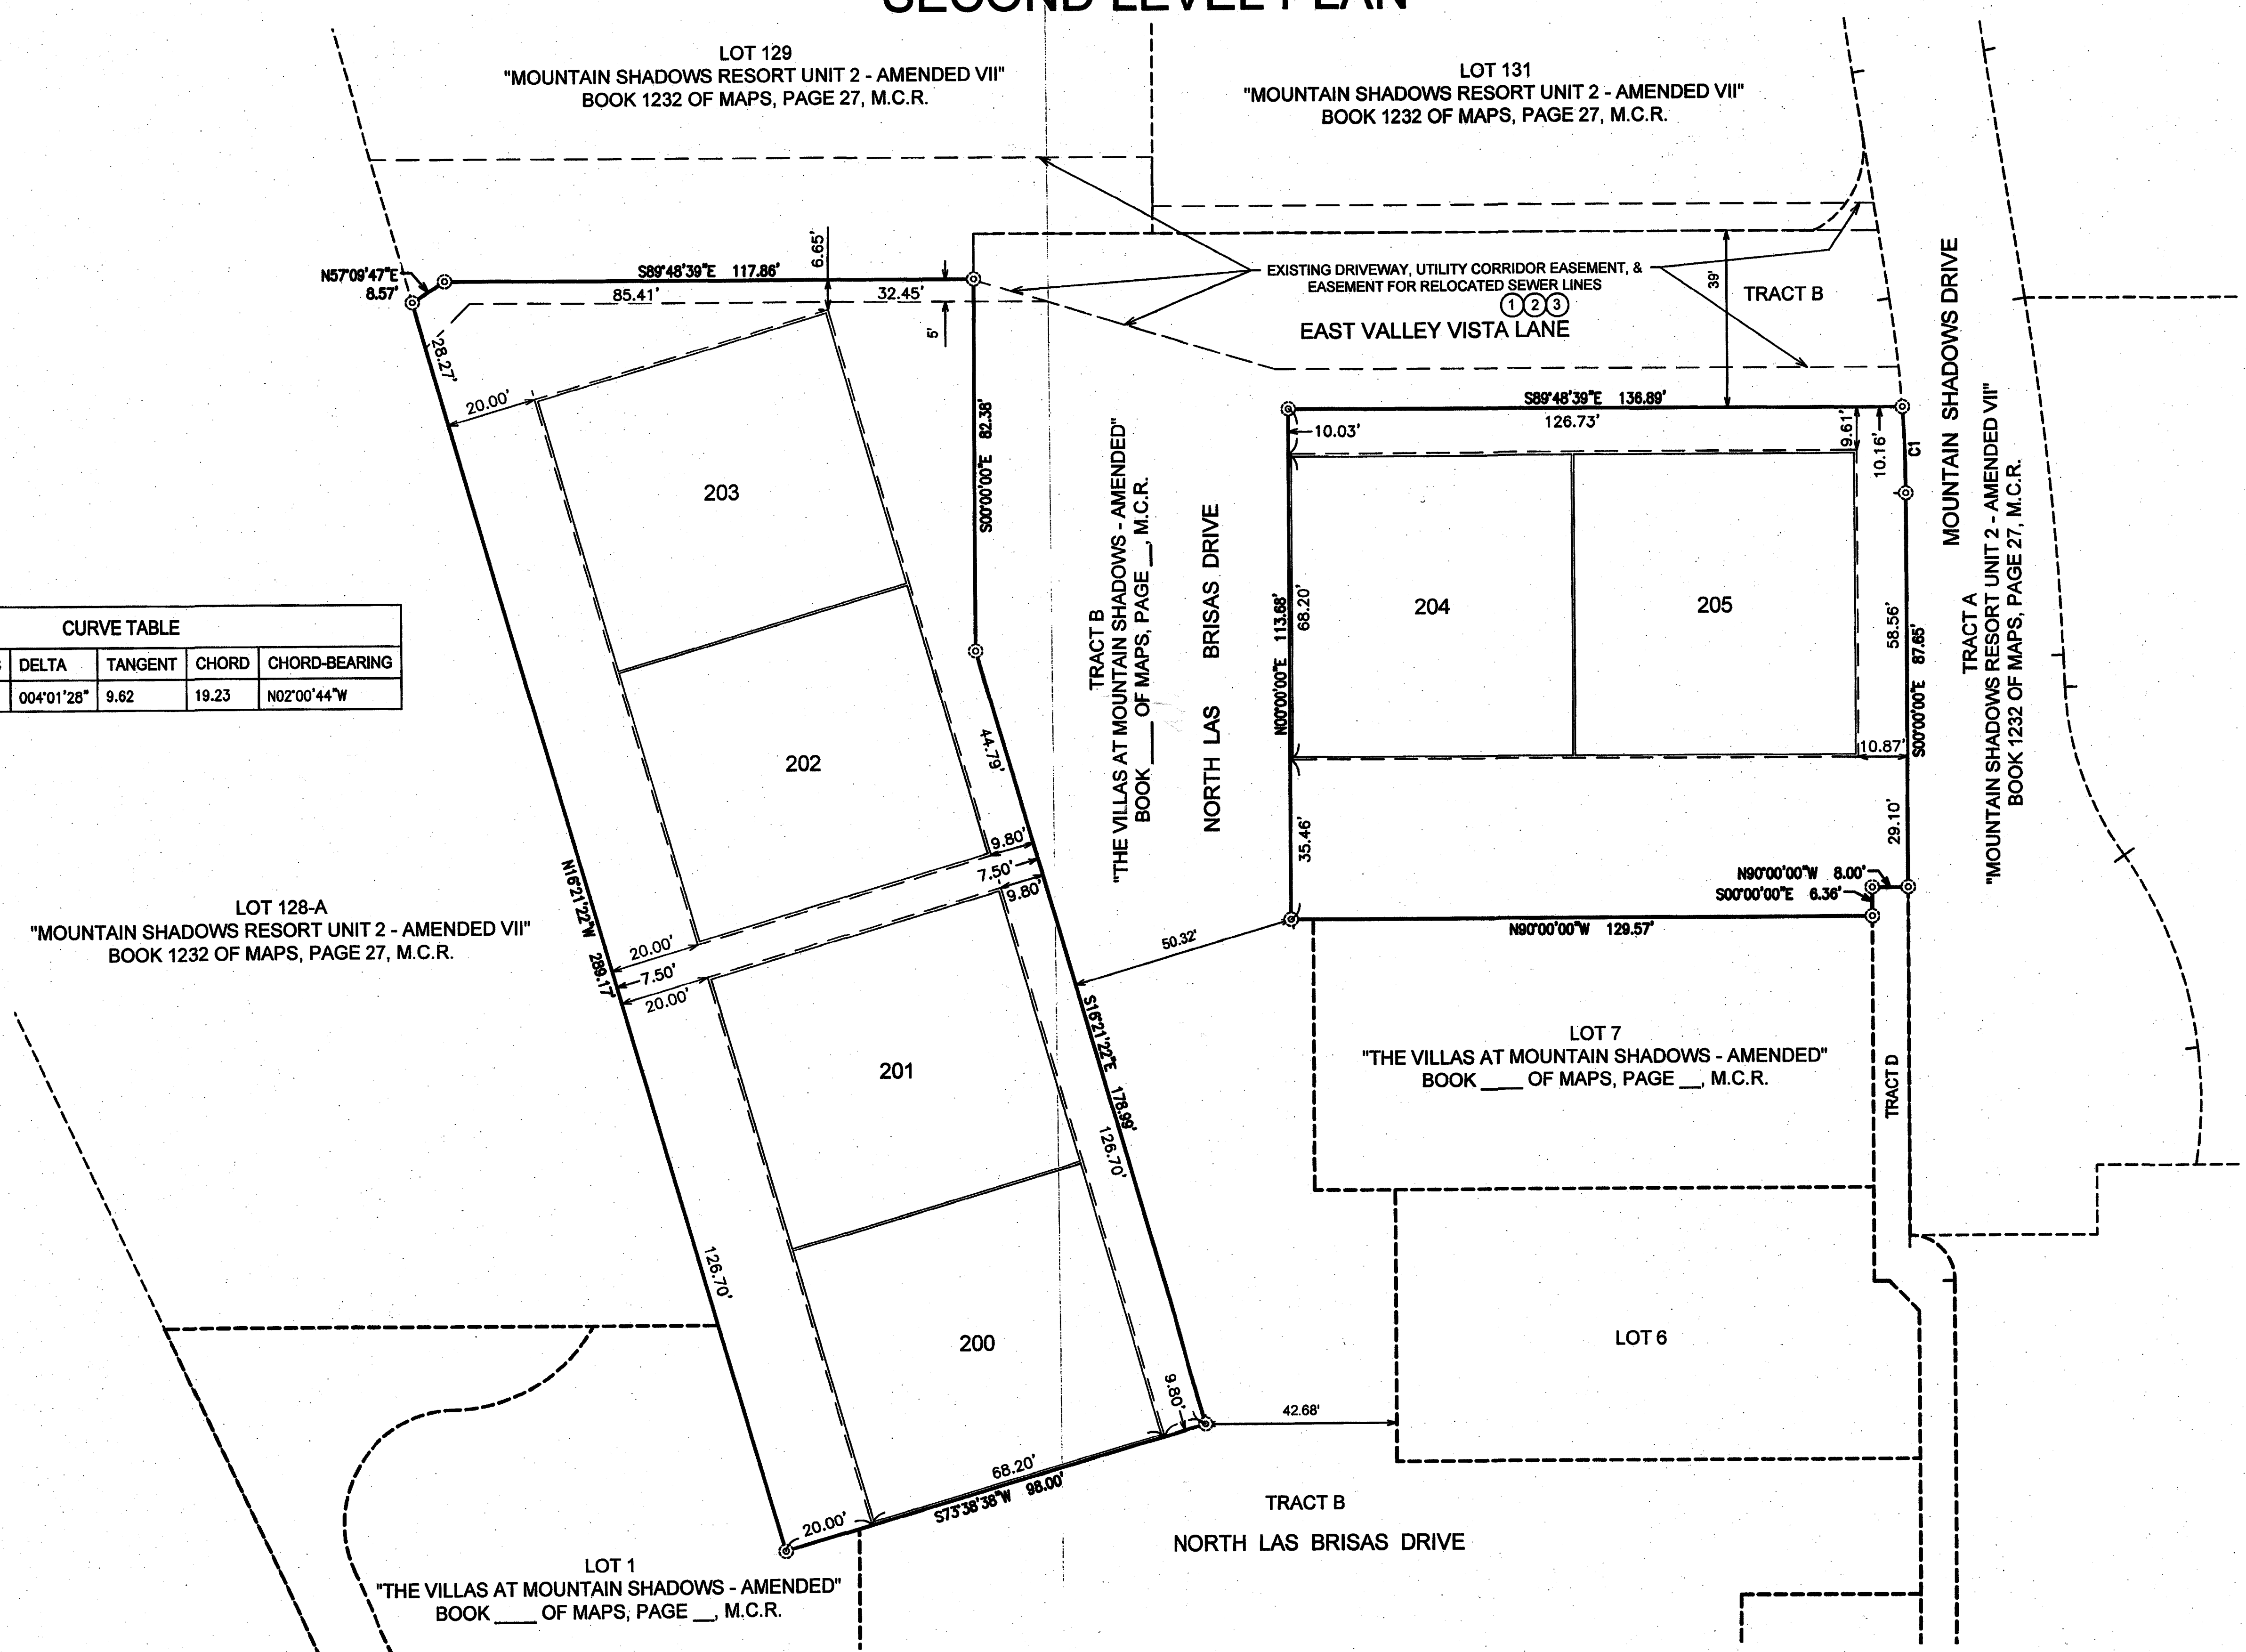 SECOND LEVEL PLAN
LOT 129
"MOUNTAIN SHADOWS RESORT UNIT 2 - AMENDED VII"
BOOK 1232 OF MAPS, PAGE 27, M.C.R.
LOT 131
"MOUNTAIN SHADOWS RESORT UNIT 2 - AMENDED VII"
BOOK 1232 OF MAPS, PAGE 27, M.C.R.
N57°09'47"E
8.57'
S89°48'39"E 117.86'
6.65'
85.41'
32.45'
5'
EXISTING DRIVEWAY, UTILITY CORRIDOR EASEMENT, &
EASEMENT FOR RELOCATED SEWER LINES
1 2 3
EAST VALLEY VISTA LANE
39'
TRACT B
MOUNTAIN SHADOWS DRIVE
28.27'
20.00'
203
S00°00'00"E 82.38'
S89°48'39"E 136.89'
126.73'
10.03'
9.61'
10.16'
C1
TRACT A
"MOUNTAIN SHADOWS RESORT UNIT 2 - AMENDED VII"
BOOK 1232 OF MAPS, PAGE 27, M.C.R.
TRACT B
"THE VILLAS AT MOUNTAIN SHADOWS - AMENDED"
BOOK ____ OF MAPS, PAGE __, M.C.R.
NORTH LAS BRISAS DRIVE
N00°00'00"E 113.68'
68.20'
204
205
58.56'
S00°00'00"E 87.65'
10.87'
29.10'
35.46'
N90°00'00"W 8.00'
S00°00'00"E 6.36'
N90°00'00"W 129.57'
CURVE TABLE
DELTA TANGENT CHORD CHORD-BEARING
004°01'28" 9.62 19.23 N02°00'44"W
202
44.79'
9.80'
7.50'
9.80'
N16°21'22"W 289.17'
20.00'
7.50'
20.00'
LOT 128-A
"MOUNTAIN SHADOWS RESORT UNIT 2 - AMENDED VII"
BOOK 1232 OF MAPS, PAGE 27, M.C.R.
50.32'
S16°21'22"E 178.99'
201
126.70'
LOT 7
"THE VILLAS AT MOUNTAIN SHADOWS - AMENDED"
BOOK ____ OF MAPS, PAGE __, M.C.R.
TRACT D
126.70'
200
LOT 6
9.80'
42.68'
68.20'
S73°38'38"W 98.00'
20.00'
TRACT B
NORTH LAS BRISAS DRIVE
LOT 1
"THE VILLAS AT MOUNTAIN SHADOWS - AMENDED"
BOOK ____ OF MAPS, PAGE __, M.C.R.